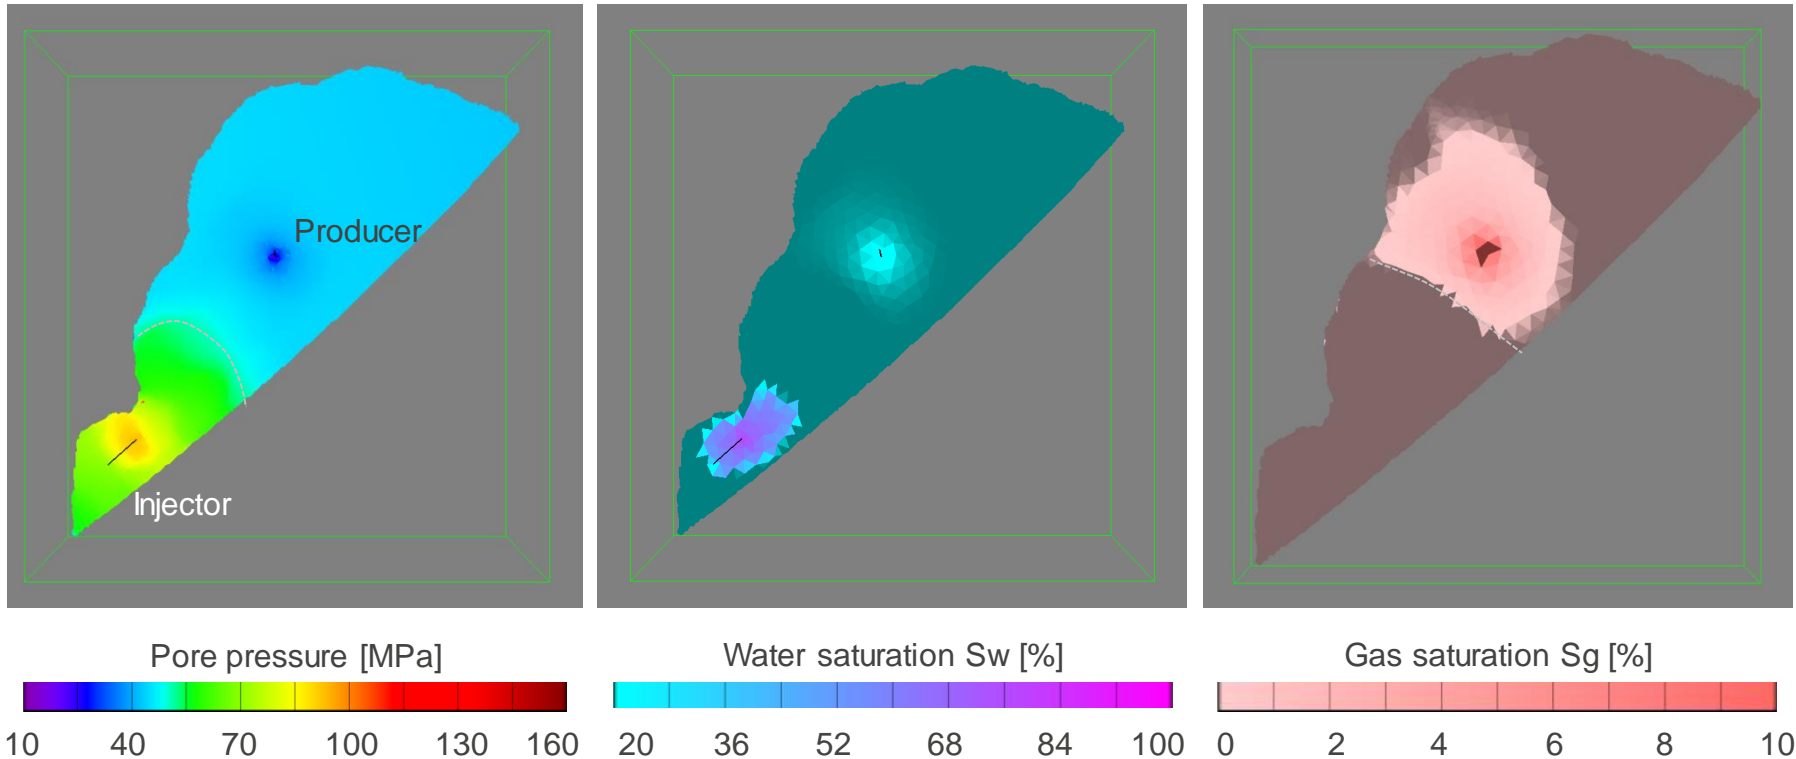 Producer
Injector
Pore pressure [MPa]
10 40 70 100 130 160
Water saturation Sw [%]
20 36 52 68 84 100
Gas saturation Sg [%]
0 2 4 6 8 10